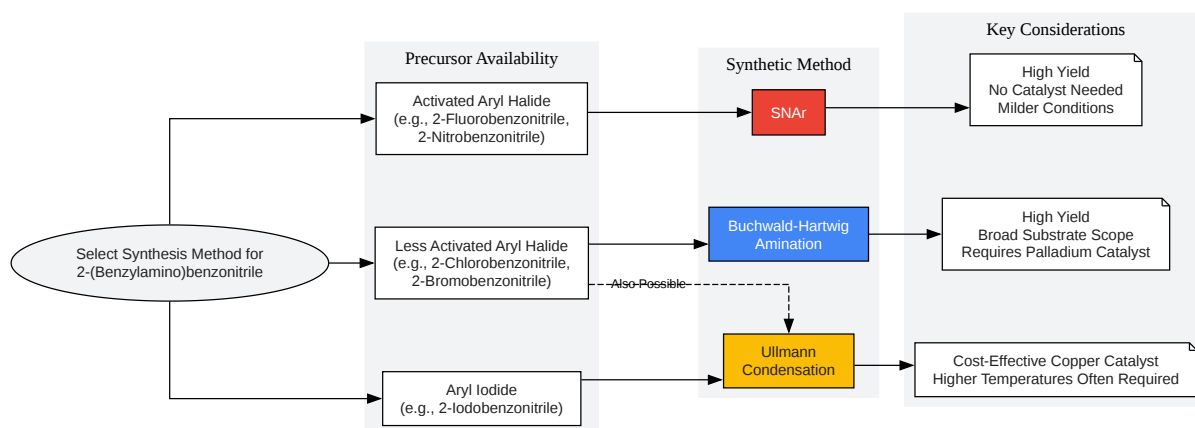 Key Considerations
Precursor Availability
Synthetic Method
Activated Aryl Halide
(e.g., 2-Fluorobenzonitrile,
2-Nitrobenzonitrile)
SNAr
High Yield
No Catalyst Needed
Milder Conditions
Select Synthesis Method for
2-(Benzylamino)benzonitrile
Less Activated Aryl Halide
(e.g., 2-Chlorobenzonitrile,
2-Bromobenzonitrile)
Buchwald-Hartwig
Amination
High Yield
Broad Substrate Scope
Requires Palladium Catalyst
Also Possible
Ullmann
Condensation
Cost-Effective Copper Catalyst
Higher Temperatures Often Required
Aryl Iodide
(e.g., 2-Iodobenzonitrile)